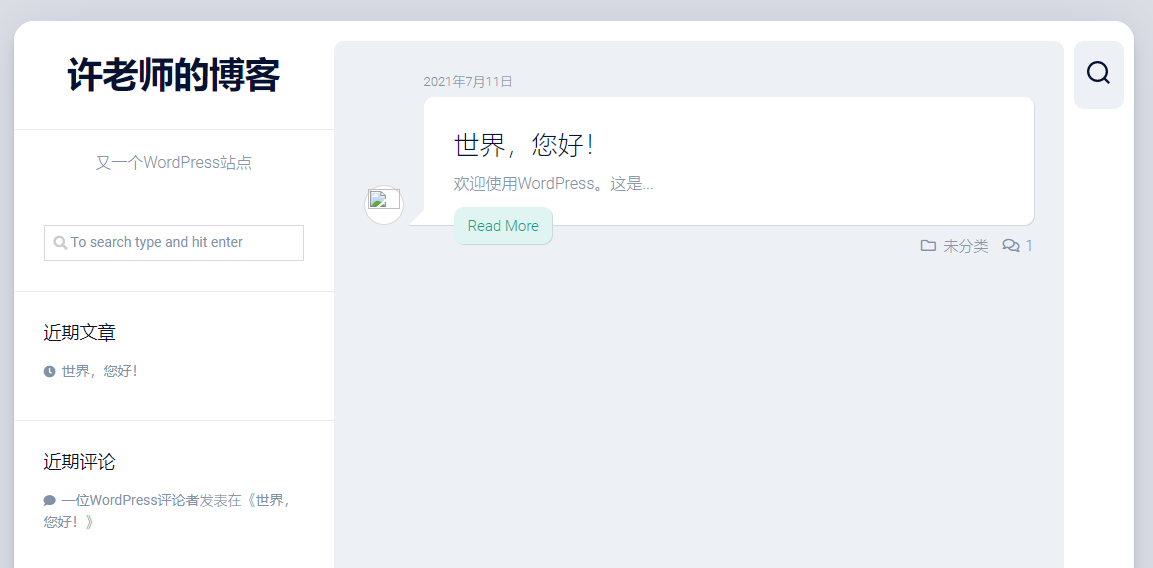 许老师的博客
又一个WordPress站点
To search type and hit enter
近期文章
世界，您好！
近期评论
一位WordPress评论者发表在《世界，
您好！》
2021年7月11日
世界，您好！
欢迎使用WordPress。这是...
Read More
未分类 1